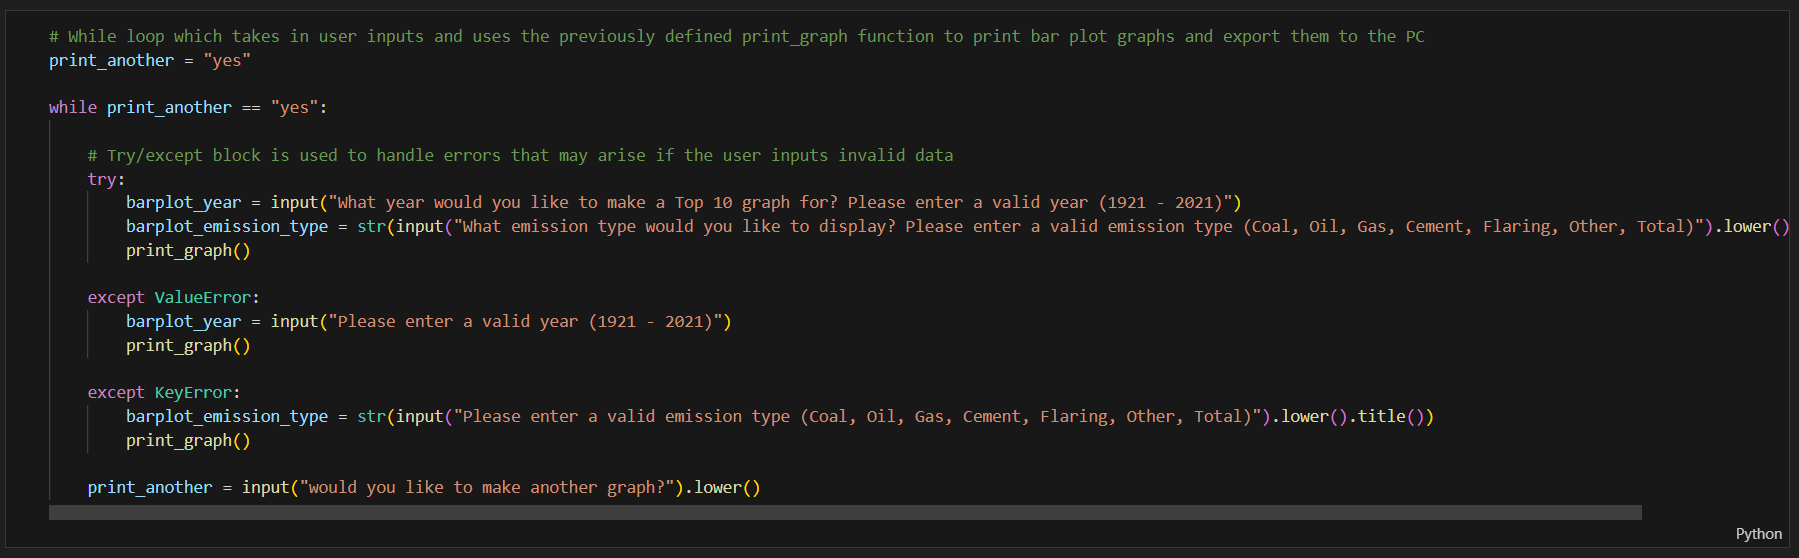 # While loop which takes in user inputs and uses the previously defined print_graph function to print bar plot graphs and export them to the PC
print_another = "yes"
while print_another == "yes":
# Try/except block is used to handle errors that may arise if the user inputs invalid data
try:
barplot_year = input("What year would you like to make a Top 10 graph for? Please enter a valid year (1921 - 2021)")
barplot_emission_type = str(input("What emission type would you like to display? Please enter a valid emission type (Coal, Oil, Gas, Cement, Flaring, Other, Total)").lower()
print_graph()
except ValueError:
barplot_year = input("Please enter a valid year (1921 - 2021)")
print_graph()
except KeyError:
barplot_emission_type = str(input("Please enter a valid emission type (Coal, Oil, Gas, Cement, Flaring, Other, Total)").lower().title())
print_graph()
print_another = input("would you like to make another graph?").lower()
Python